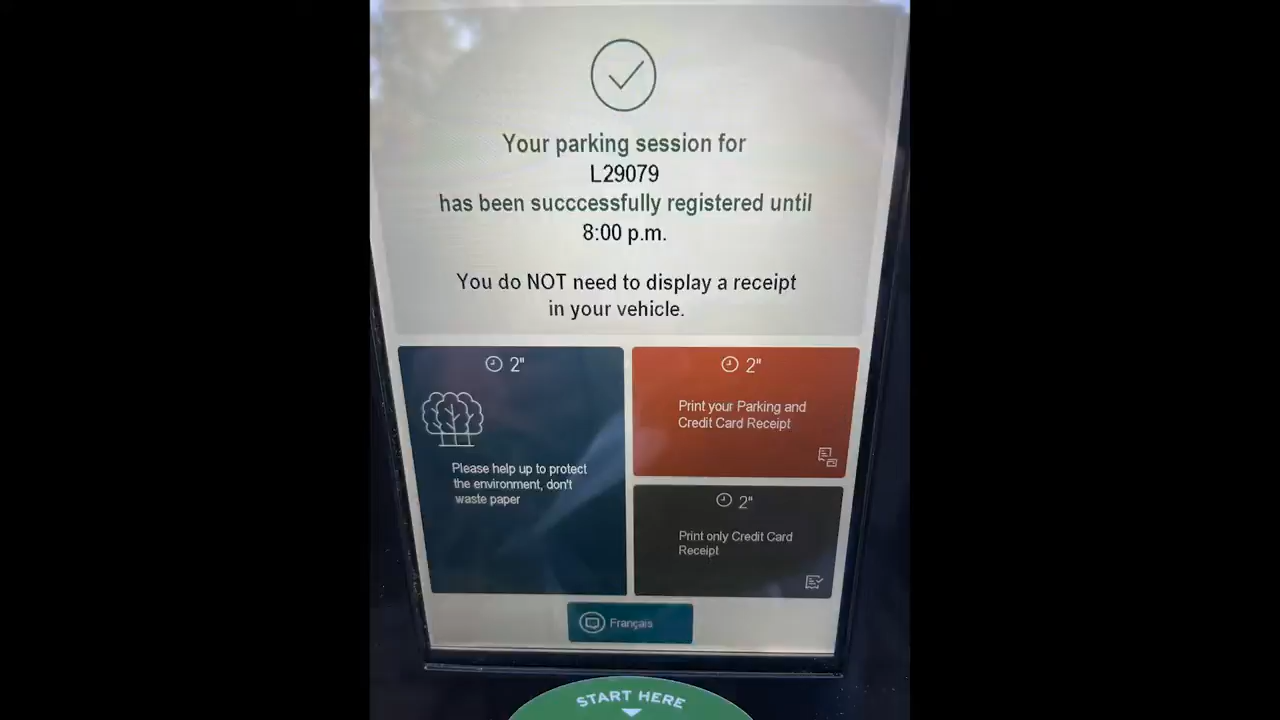 Your parking session for
L29079
has been succcessfully registered until
8:00 p.m.
You do NOT need to display a receipt
in your vehicle.
2"
Please help up to protect
the environment, don't
waste paper
2"
Print your Parking and
Credit Card Receipt
2"
Print only Credit Card
Receipt
Français
START HERE